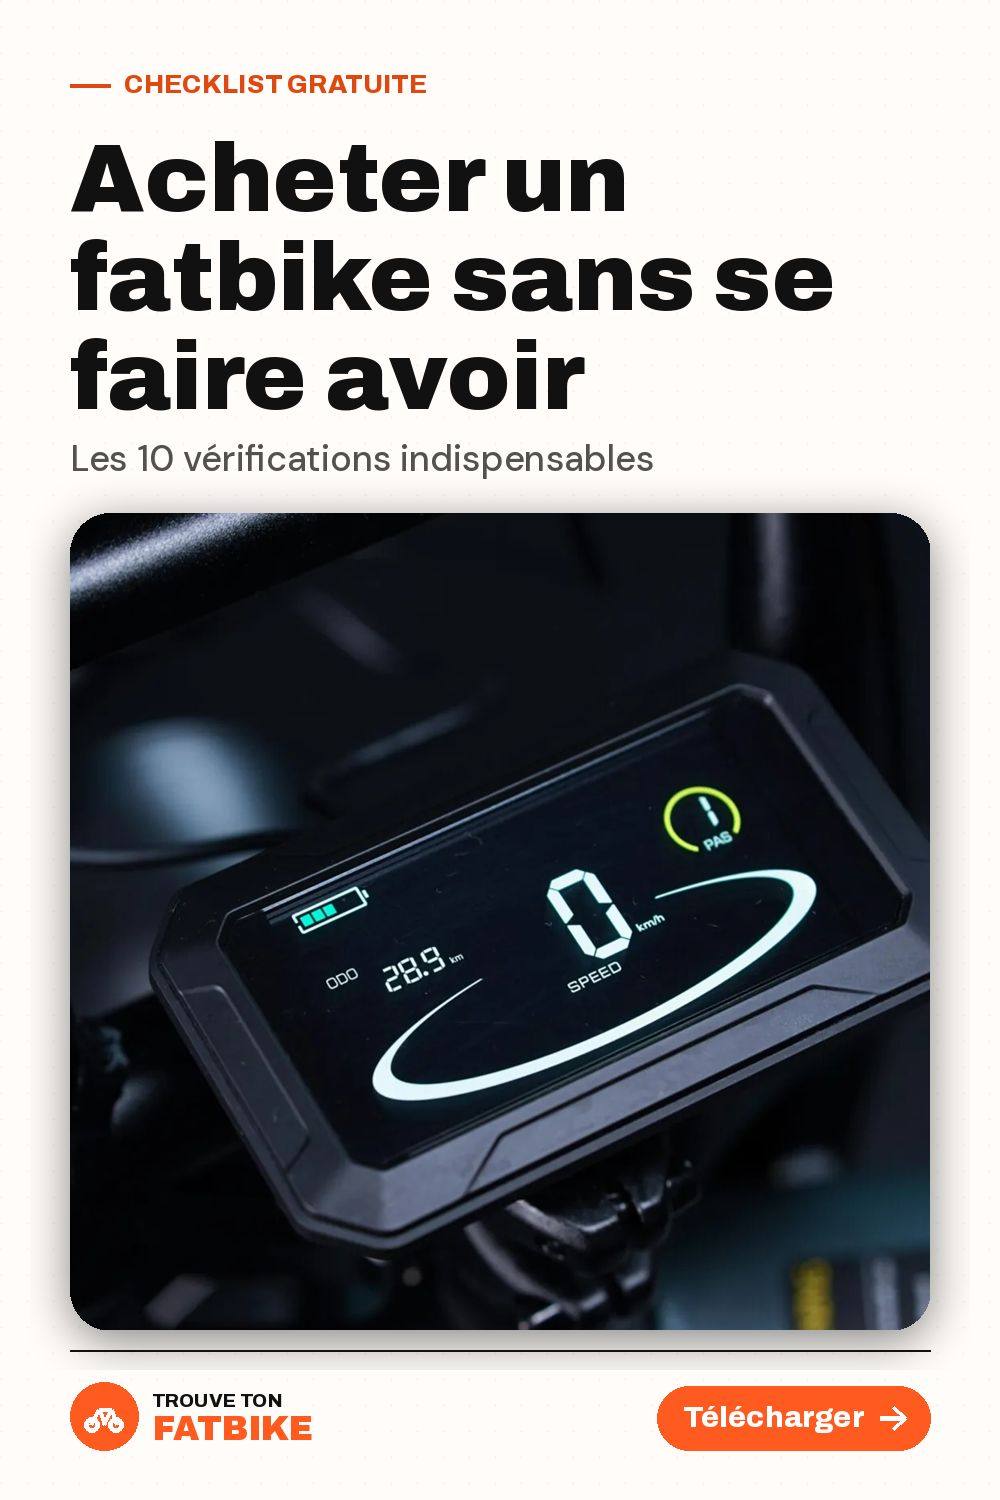 CHECKLIST GRATUITE
Acheter un
fatbike sans se
faire avoir
Les 10 vérifications indispensables
1
PAS
0 km/h
SPEED
ODO 28.9 km
TROUVE TON
FATBIKE
Télécharger →